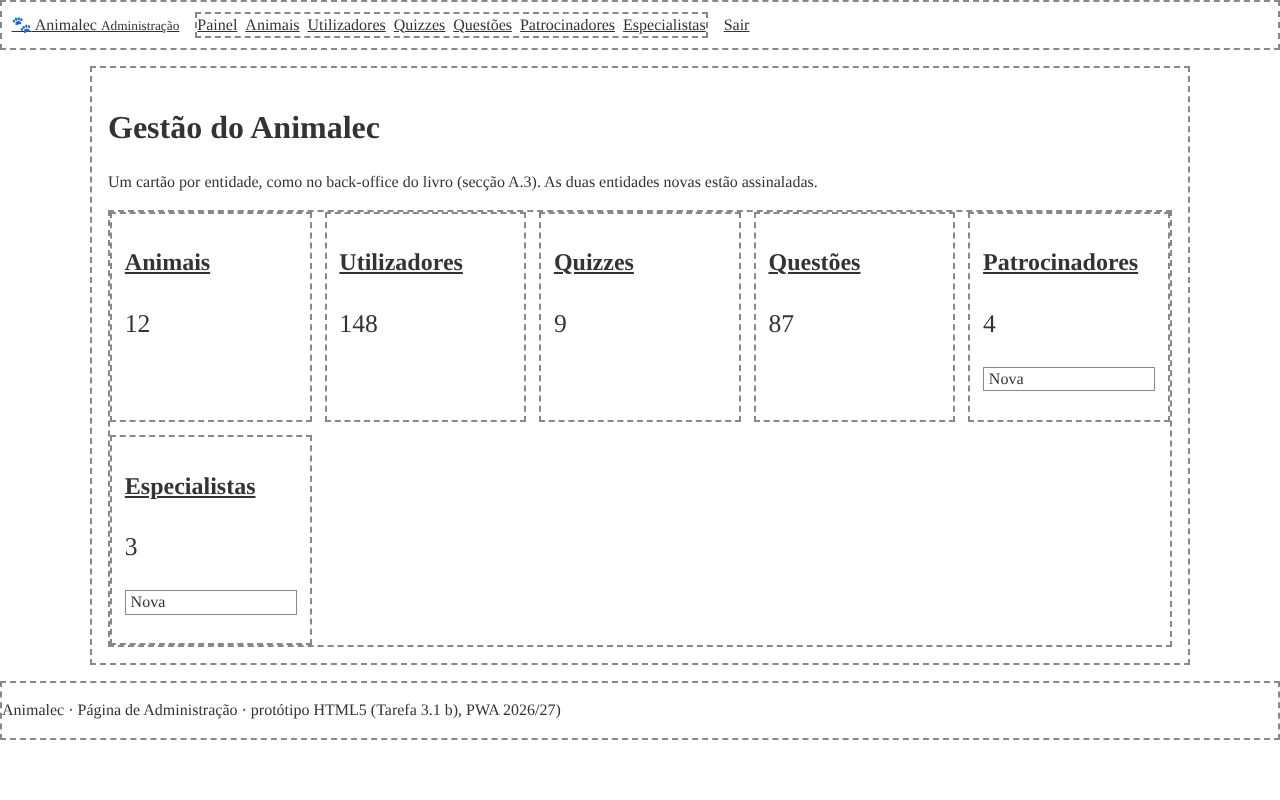 🐾 Animalec Administração Painel Animais Utilizadores Quizzes Questões Patrocinadores Especialistas Sair
Gestão do Animalec
Um cartão por entidade, como no back-office do livro (secção A.3). As duas entidades novas estão assinaladas.
Animais
12
Utilizadores
148
Quizzes
9
Questões
87
Patrocinadores
4
Nova
Especialistas
3
Nova
Animalec · Página de Administração · protótipo HTML5 (Tarefa 3.1 b), PWA 2026/27)